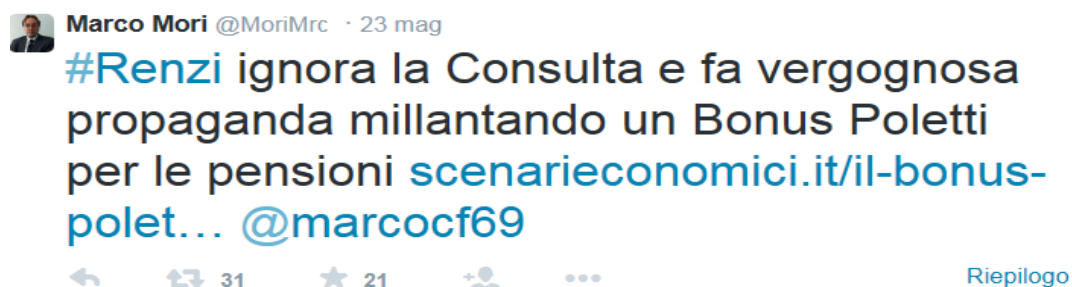 Marco Mori @MoriMrc · 23 mag
#Renzi ignora la Consulta e fa vergognosa
propaganda millantando un Bonus Poletti
per le pensioni scenarieconomici.it/il-bonus-
polet… @marcocf69
31 21 Riepilogo